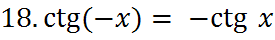 18. ctg(−x) = −ctg x